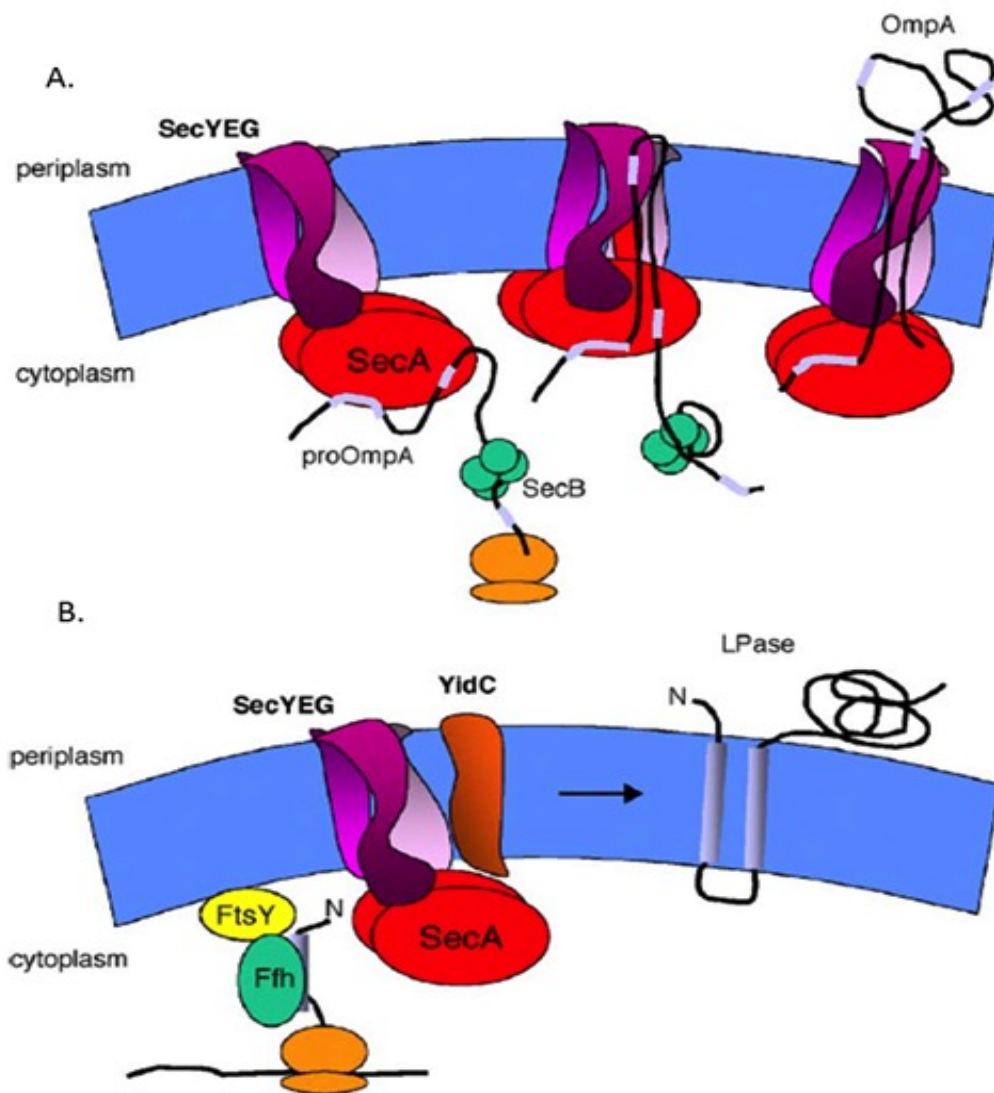 OmpA
A.
SecYEG
periplasm
SecA
cytoplasm
proOmpA
SecB
B.
LPase
YidC
SecYEG
N
periplasm
N
FtsY
SecA
cytoplasm
Ffh